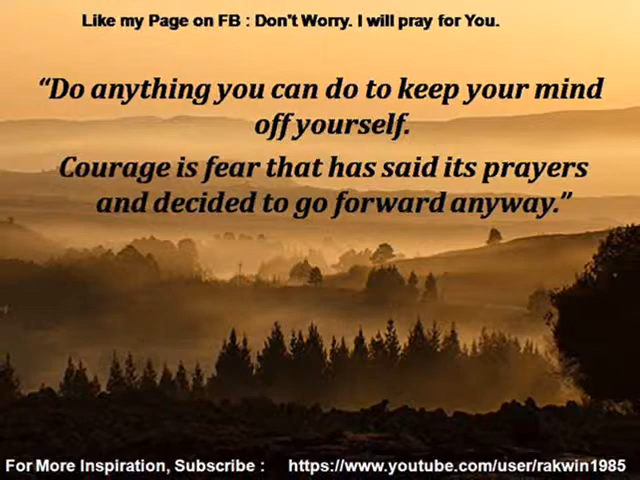 Like my Page on FB : Don't Worry. I will pray for You.
“Do anything you can do to keep your mind
off yourself.
Courage is fear that has said its prayers
and decided to go forward anyway.”
For More Inspiration, Subscribe : https://www.youtube.com/user/rakwin1985